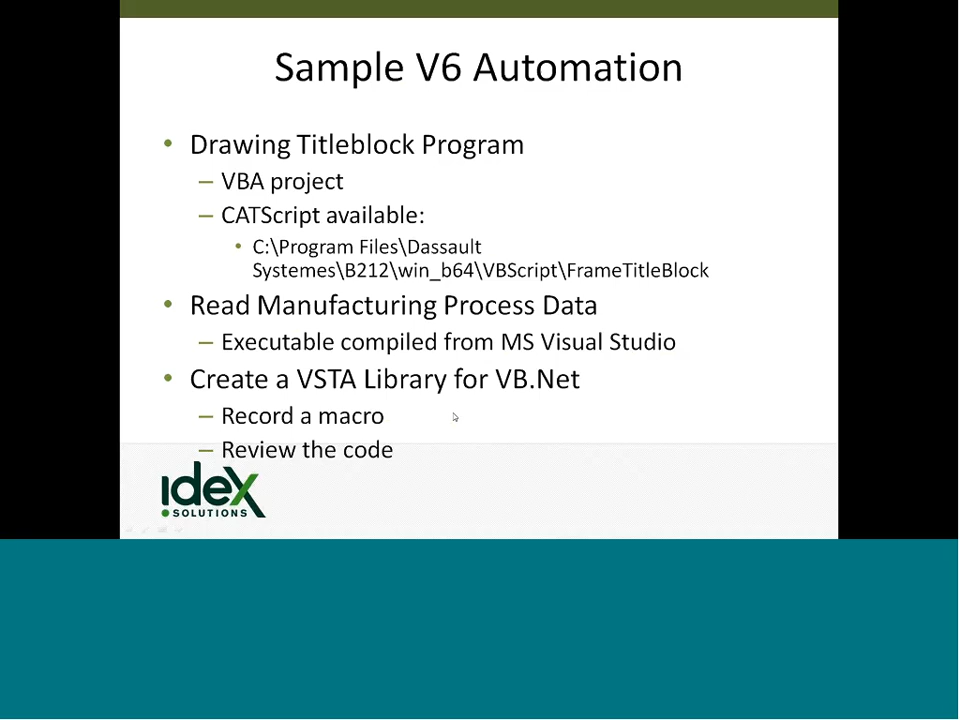 Sample V6 Automation
• Drawing Titleblock Program
– VBA project
– CATScript available:
• C:\Program Files\Dassault
Systemes\B212\win_b64\VBScript\FrameTitleBlock
• Read Manufacturing Process Data
– Executable compiled from MS Visual Studio
• Create a VSTA Library for VB.Net
– Record a macro
– Review the code
idex
SOLUTIONS